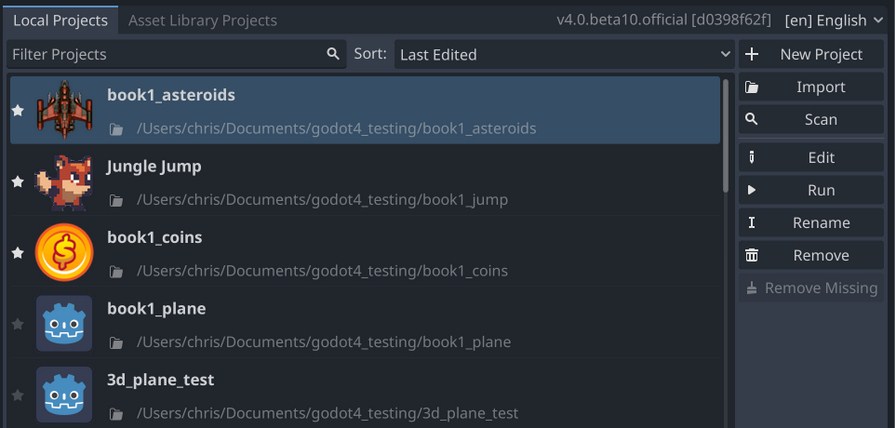 Local Projects Asset Library Projects v4.0.beta10.official [d0398f62f] [en] English
Filter Projects Sort: Last Edited New Project
Import
Scan
Edit
Run
Rename
Remove
Remove Missing
book1_asteroids
/Users/chris/Documents/godot4_testing/book1_asteroids
Jungle Jump
/Users/chris/Documents/godot4_testing/book1_jump
book1_coins
/Users/chris/Documents/godot4_testing/book1_coins
book1_plane
/Users/chris/Documents/godot4_testing/book1_plane
3d_plane_test
/Users/chris/Documents/godot4_testing/3d_plane_test